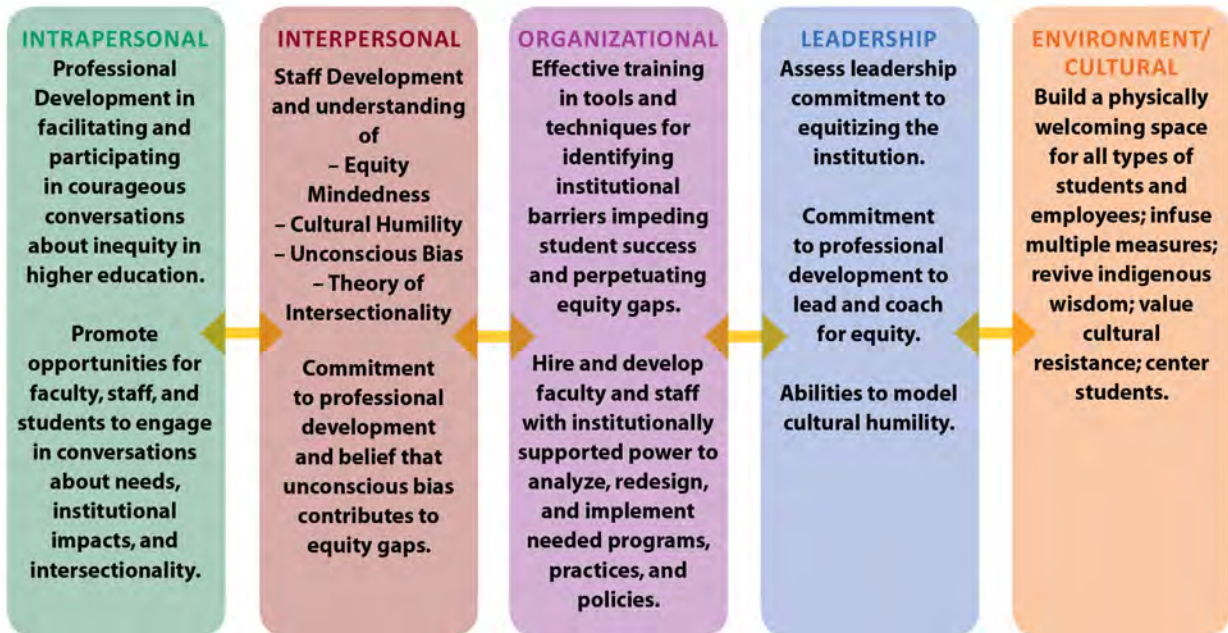 INTRAPERSONAL
Professional
Development in
facilitating and
participating
in courageous
conversations
about inequity in
higher education.
Promote
opportunities for
faculty, staff, and
students to engage
in conversations
about needs,
institutional
impacts, and
intersectionality.
INTERPERSONAL
Staff Development
and understanding
of
– Equity
Mindedness
– Cultural Humility
– Unconscious Bias
– Theory of
Intersectionality
Commitment
to professional
development
and belief that
unconscious bias
contributes to
equity gaps.
ORGANIZATIONAL
Effective training
in tools and
techniques for
identifying
institutional
barriers impeding
student success
and perpetuating
equity gaps.
Hire and develop
faculty and staff
with institutionally
supported power to
analyze, redesign,
and implement
needed programs,
practices, and
policies.
LEADERSHIP
Assess leadership
commitment to
equitizing the
institution.
Commitment
to professional
development to
lead and coach
for equity.
Abilities to model
cultural humility.
ENVIRONMENT/
CULTURAL
Build a physically
welcoming space
for all types of
students and
employees; infuse
multiple measures;
revive indigenous
wisdom; value
cultural
resistance; center
students.